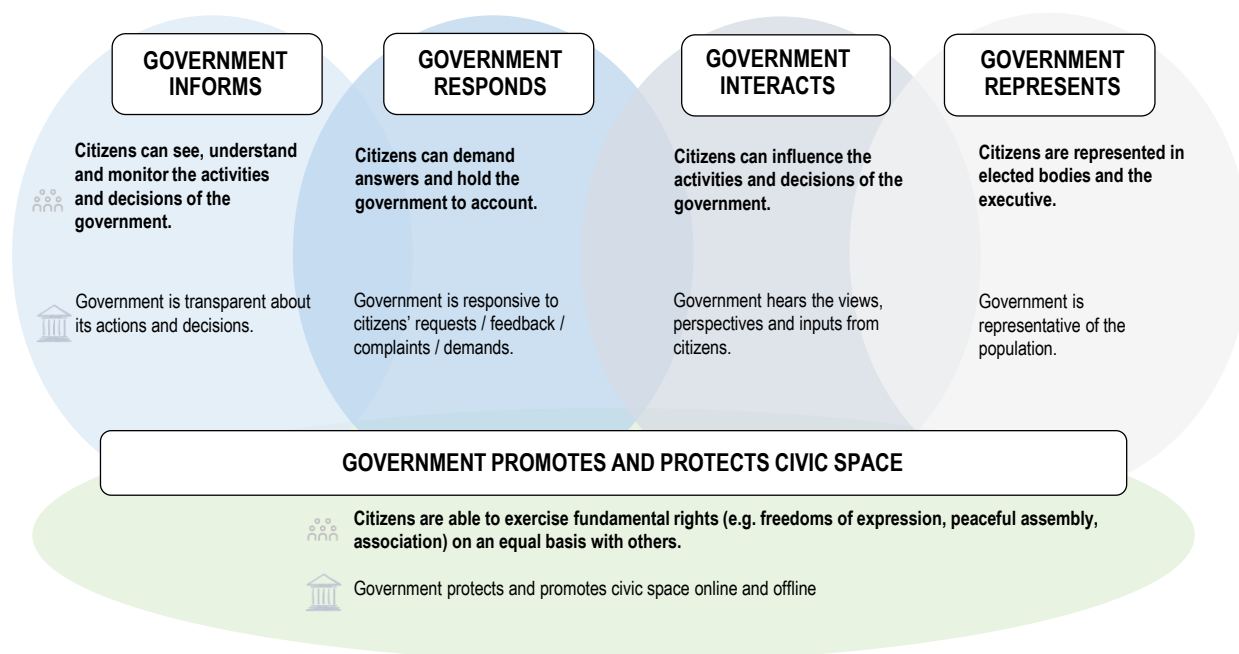 GOVERNMENT
INFORMS
Citizens can see, understand
and monitor the activities
and decisions of the
government.
Government is transparent about
its actions and decisions.
GOVERNMENT
RESPONDS
Citizens can demand
answers and hold the
government to account.
Government is responsive to
citizens’ requests / feedback /
complaints / demands.
GOVERNMENT
INTERACTS
Citizens can influence the
activities and decisions of the
government.
Government hears the views,
perspectives and inputs from
citizens.
GOVERNMENT
REPRESENTS
Citizens are represented in
elected bodies and the
executive.
Government is
representative of the
population.
GOVERNMENT PROMOTES AND PROTECTS CIVIC SPACE
Citizens are able to exercise fundamental rights (e.g. freedoms of expression, peaceful assembly,
association) on an equal basis with others.
Government protects and promotes civic space online and offline